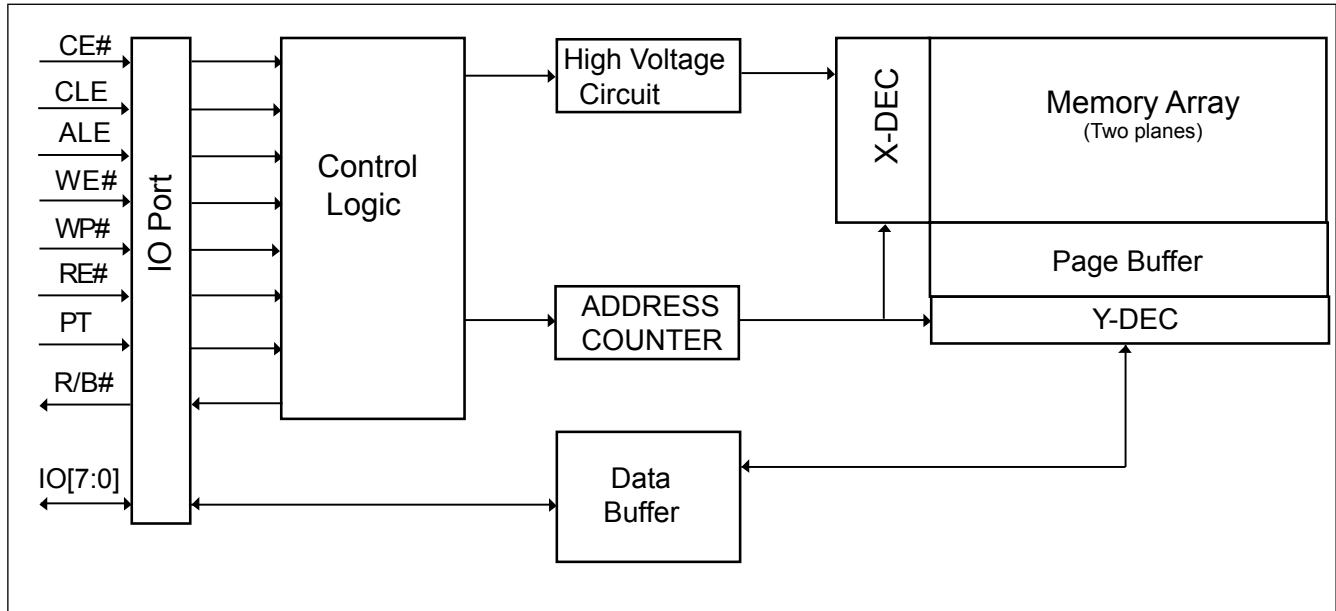 CE#
CLE
ALE
WE#
WP#
RE#
PT
R/B#
IO[7:0]
IO Port
Control
Logic
High Voltage
Circuit
ADDRESS
COUNTER
Data
Buffer
X-DEC
Memory Array
(Two planes)
Page Buffer
Y-DEC